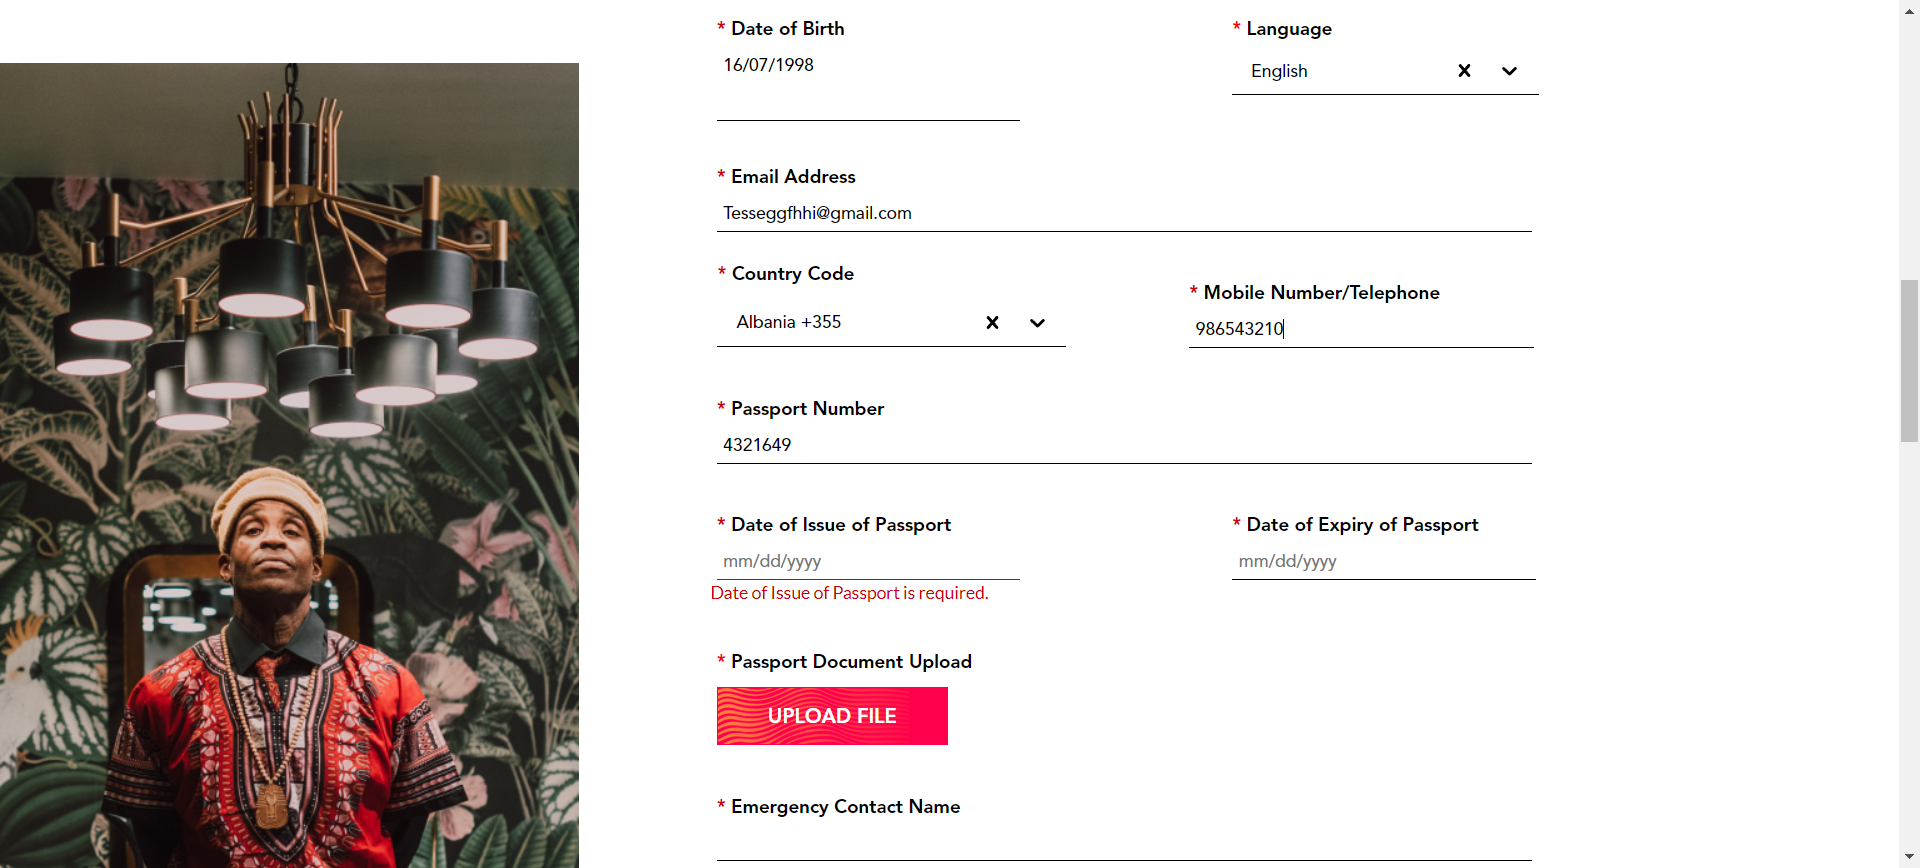 * Date of Birth
16/07/1998
* Language
English
* Email Address
Tesseggfhhi@gmail.com
* Country Code
Albania +355
* Mobile Number/Telephone
986543210
* Passport Number
4321649
* Date of Issue of Passport
mm/dd/yyyy
Date of Issue of Passport is required.
* Date of Expiry of Passport
mm/dd/yyyy
* Passport Document Upload
UPLOAD FILE
* Emergency Contact Name